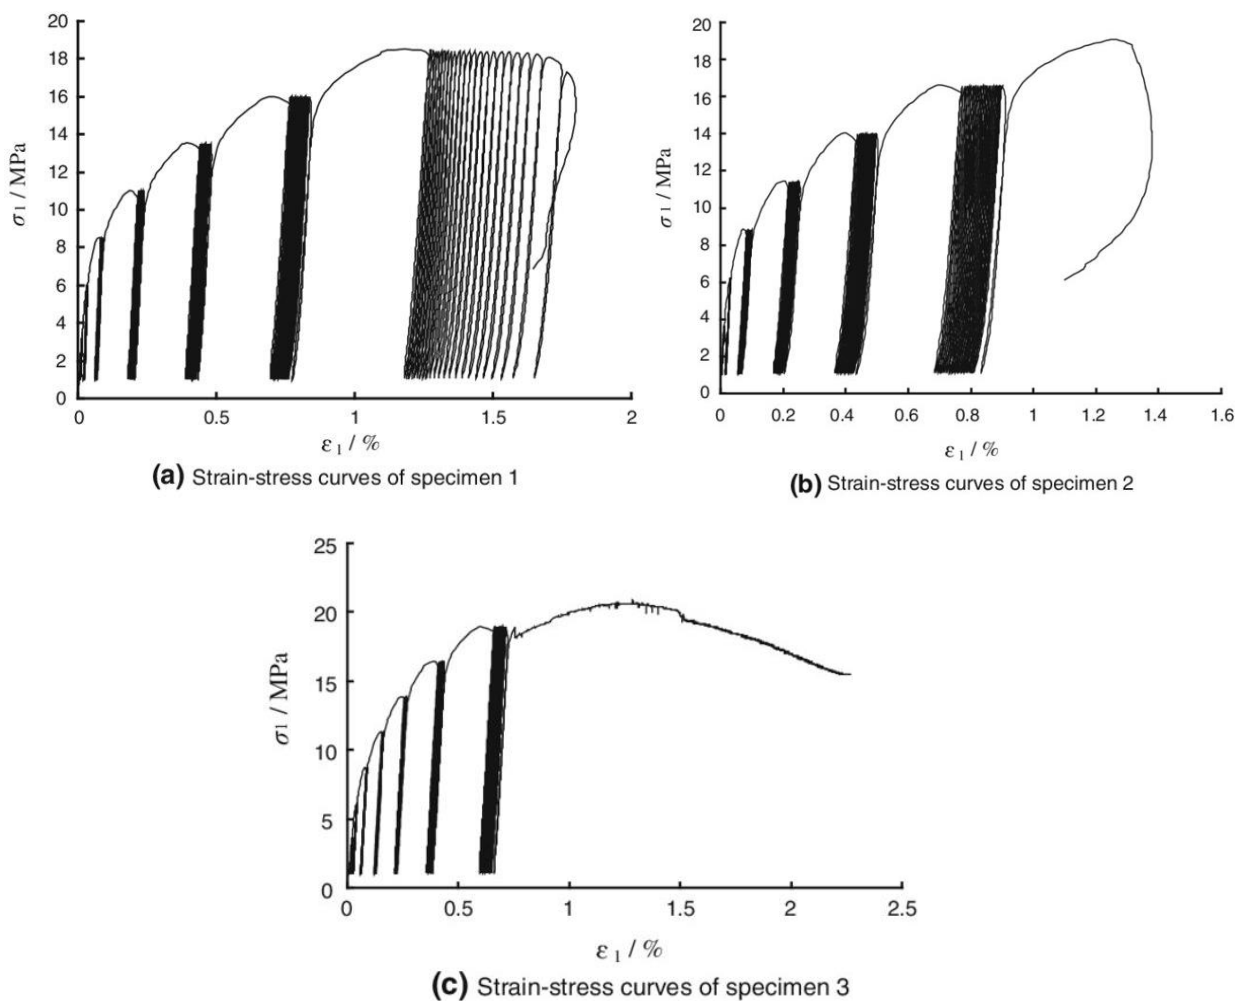 20
18
16
14
12
10
8
6
4
2
0
σ1 / MPa
0 0.5 1 1.5 2
ε1 / %
(a) Strain-stress curves of specimen 1
20
18
16
14
12
10
8
6
4
2
0
σ1 / MPa
0 0.2 0.4 0.6 0.8 1 1.2 1.4 1.6
ε1 / %
(b) Strain-stress curves of specimen 2
25
20
15
10
5
0
σ1 / MPa
0 0.5 1 1.5 2 2.5
ε1 / %
(c) Strain-stress curves of specimen 3